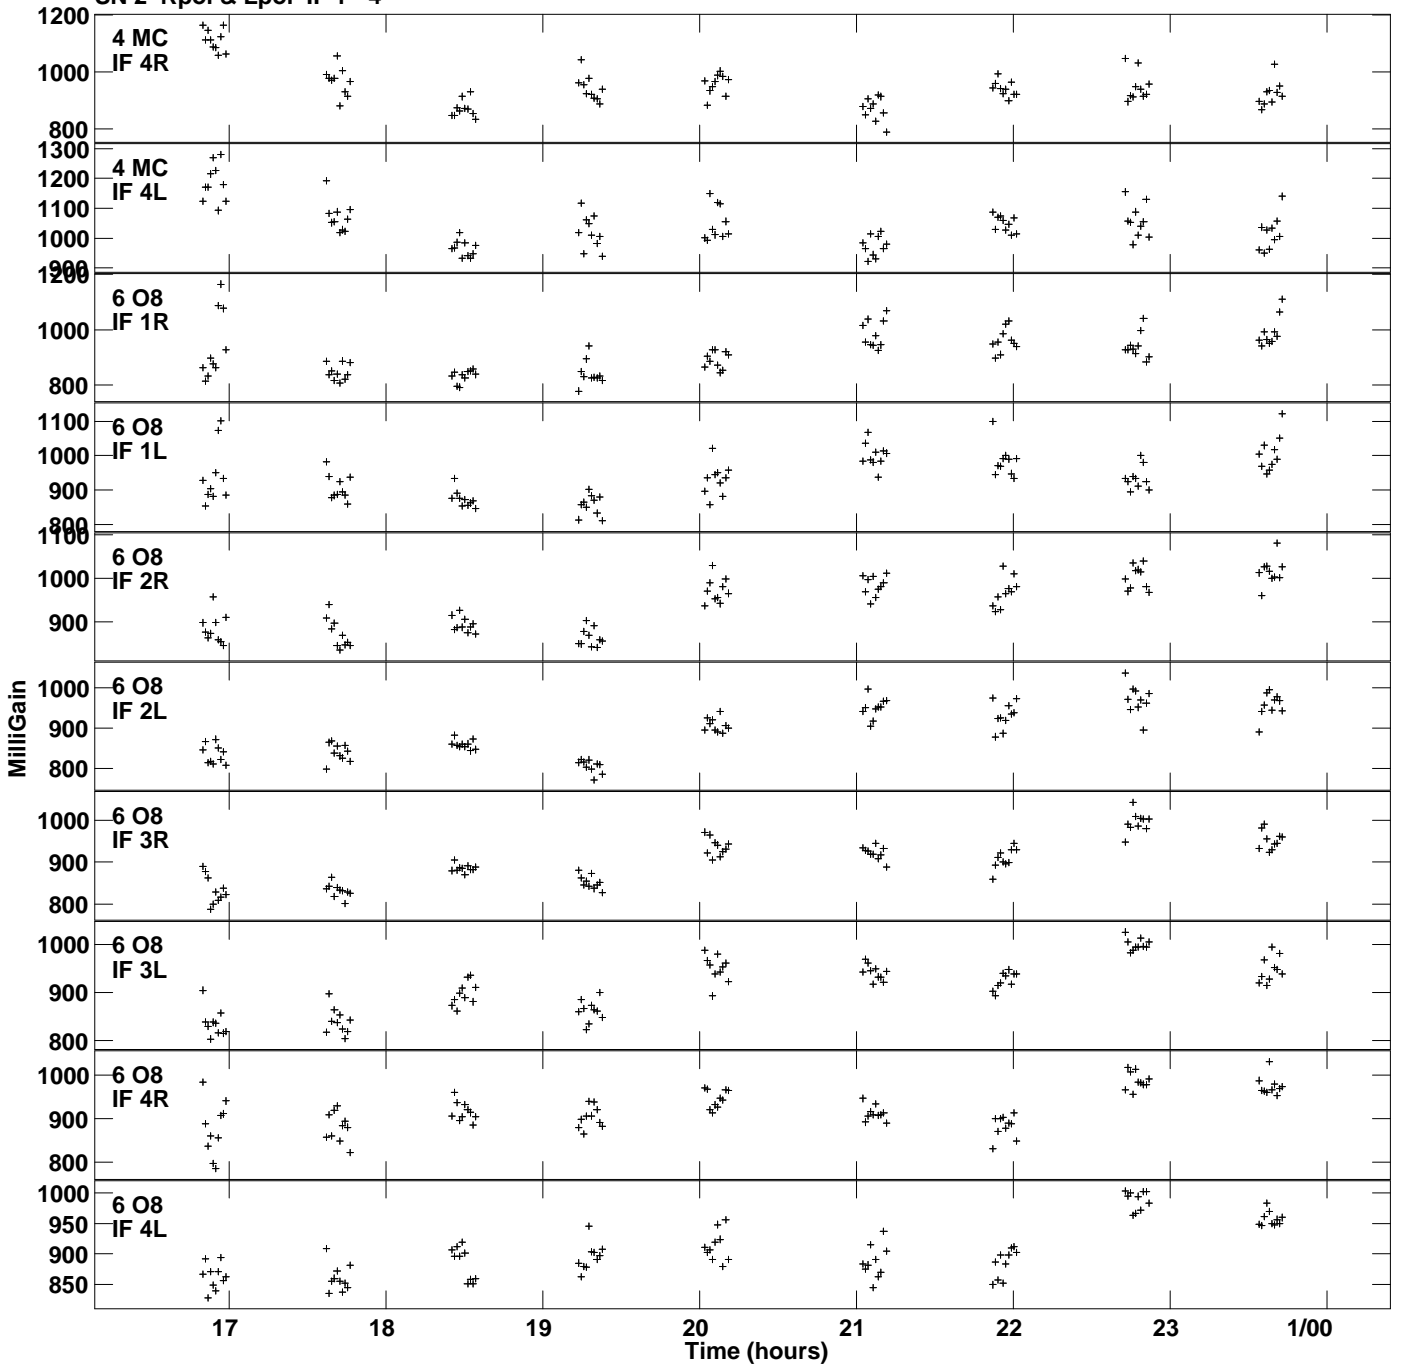 SN 2 Rpol & Lpol IF 1 - 4
1200
1000
800
4 MC
IF 4R
1300
1200
1100
1000
900
4 MC
IF 4L
1200
1000
800
6 O8
IF 1R
1100
1000
900
800
6 O8
IF 1L
1100
1000
900
6 O8
IF 2R
1000
900
800
6 O8
IF 2L
1000
900
800
6 O8
IF 3R
1000
900
800
6 O8
IF 3L
1000
900
800
6 O8
IF 4R
1000
950
900
850
6 O8
IF 4L
MilliGain
17 18 19 20 21 22 23 1/00
Time (hours)